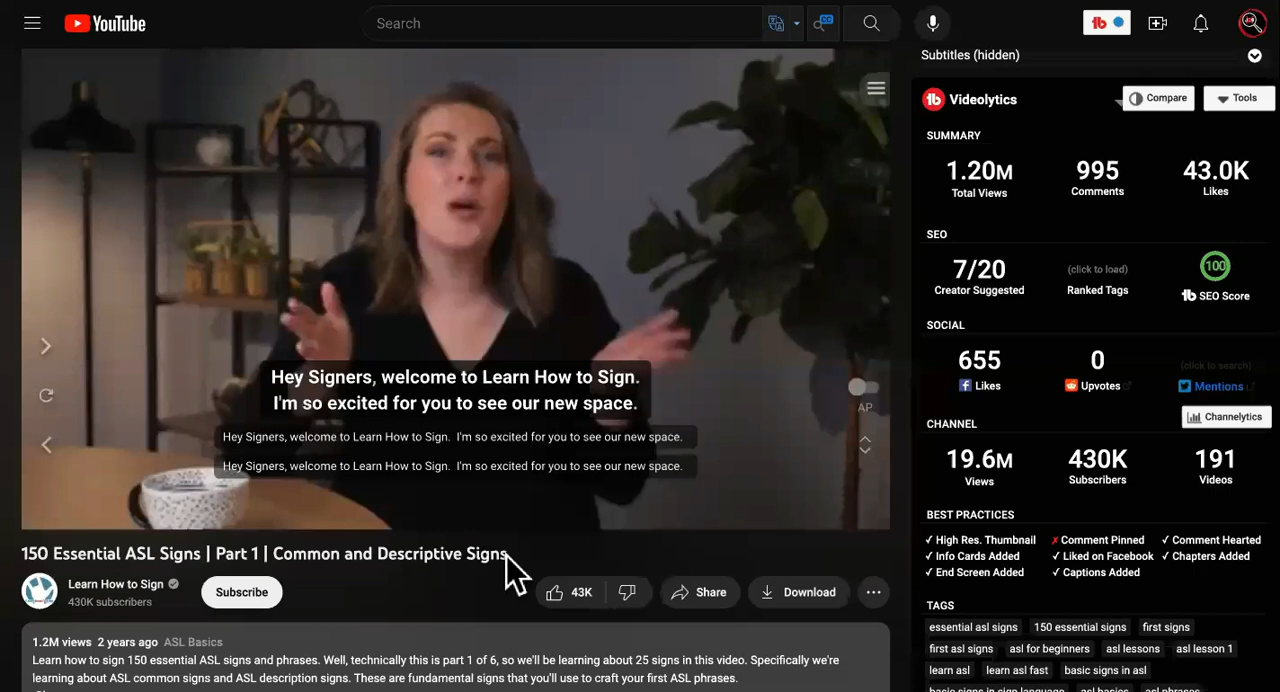 YouTube
Search
Subtitles (hidden)
Videolytics
Compare
Tools
SUMMARY
1.20M
Total Views
995
Comments
43.0K
Likes
SEO
7/20
Creator Suggested
(click to load)
Ranked Tags
100
SEO Score
SOCIAL
655
Likes
0
Upvotes
(click to search)
Mentions
Channelytics
CHANNEL
19.6M
Views
430K
Subscribers
191
Videos
BEST PRACTICES
✓ High Res. Thumbnail ✗ Comment Pinned ✓ Comment Hearted
✓ Info Cards Added ✓ Liked on Facebook ✓ Chapters Added
✓ End Screen Added ✓ Captions Added
TAGS
essential asl signs 150 essential signs first signs
first asl signs asl for beginners asl lessons asl lesson 1
learn asl learn asl fast basic signs in asl
basic signs in sign language asl basics asl phrases
AP
Hey Signers, welcome to Learn How to Sign.
I'm so excited for you to see our new space.
Hey Signers, welcome to Learn How to Sign. I'm so excited for you to see our new space.
Hey Signers, welcome to Learn How to Sign. I'm so excited for you to see our new space.
150 Essential ASL Signs | Part 1 | Common and Descriptive Signs
Learn How to Sign
430K subscribers
Subscribe
43K
Share
Download
1.2M views 2 years ago ASL Basics
Learn how to sign 150 essential ASL signs and phrases. Well, technically this is part 1 of 6, so we'll be learning about 25 signs in this video. Specifically we're
learning about ASL common signs and ASL description signs. These are fundamental signs that you'll use to craft your first ASL phrases.